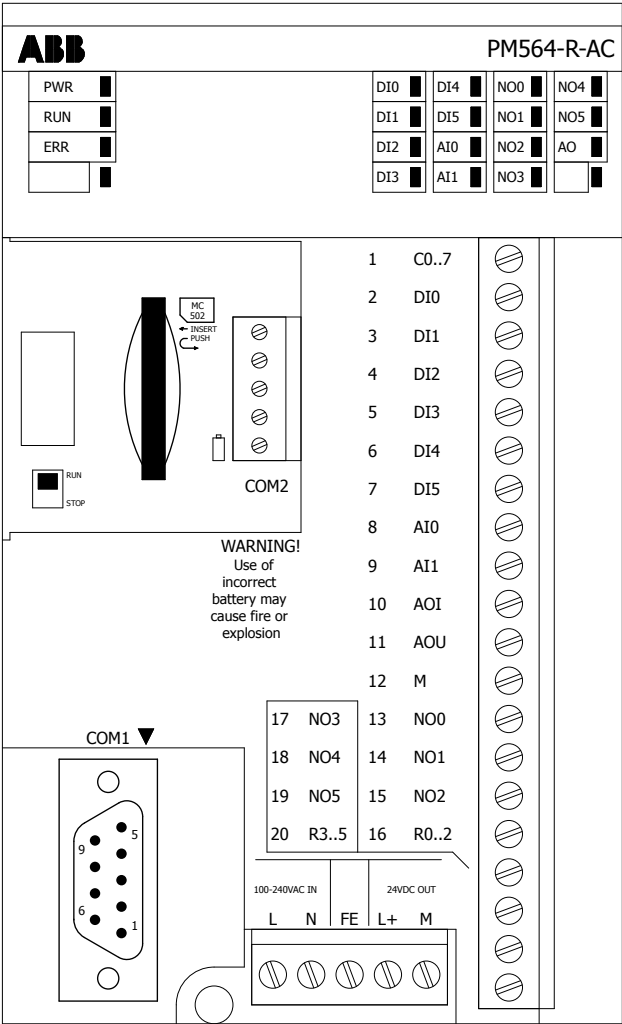 ABB PM564-R-AC
PWR DI0 DI4 NO0 NO4
RUN DI1 DI5 NO1 NO5
ERR DI2 AI0 NO2 AO
DI3 AI1 NO3
1 C0..7
2 DI0
3 DI1
4 DI2
5 DI3
6 DI4
7 DI5
8 AI0
9 AI1
10 AOI
11 AOU
12 M
17 NO3 13 NO0
18 NO4 14 NO1
19 NO5 15 NO2
20 R3..5 16 R0..2
MC
502
INSERT
PUSH
RUN
STOP
COM2
WARNING!
Use of
incorrect
battery may
cause fire or
explosion
COM1
5
9
6
1
100-240VAC IN 24VDC OUT
L N FE L+ M